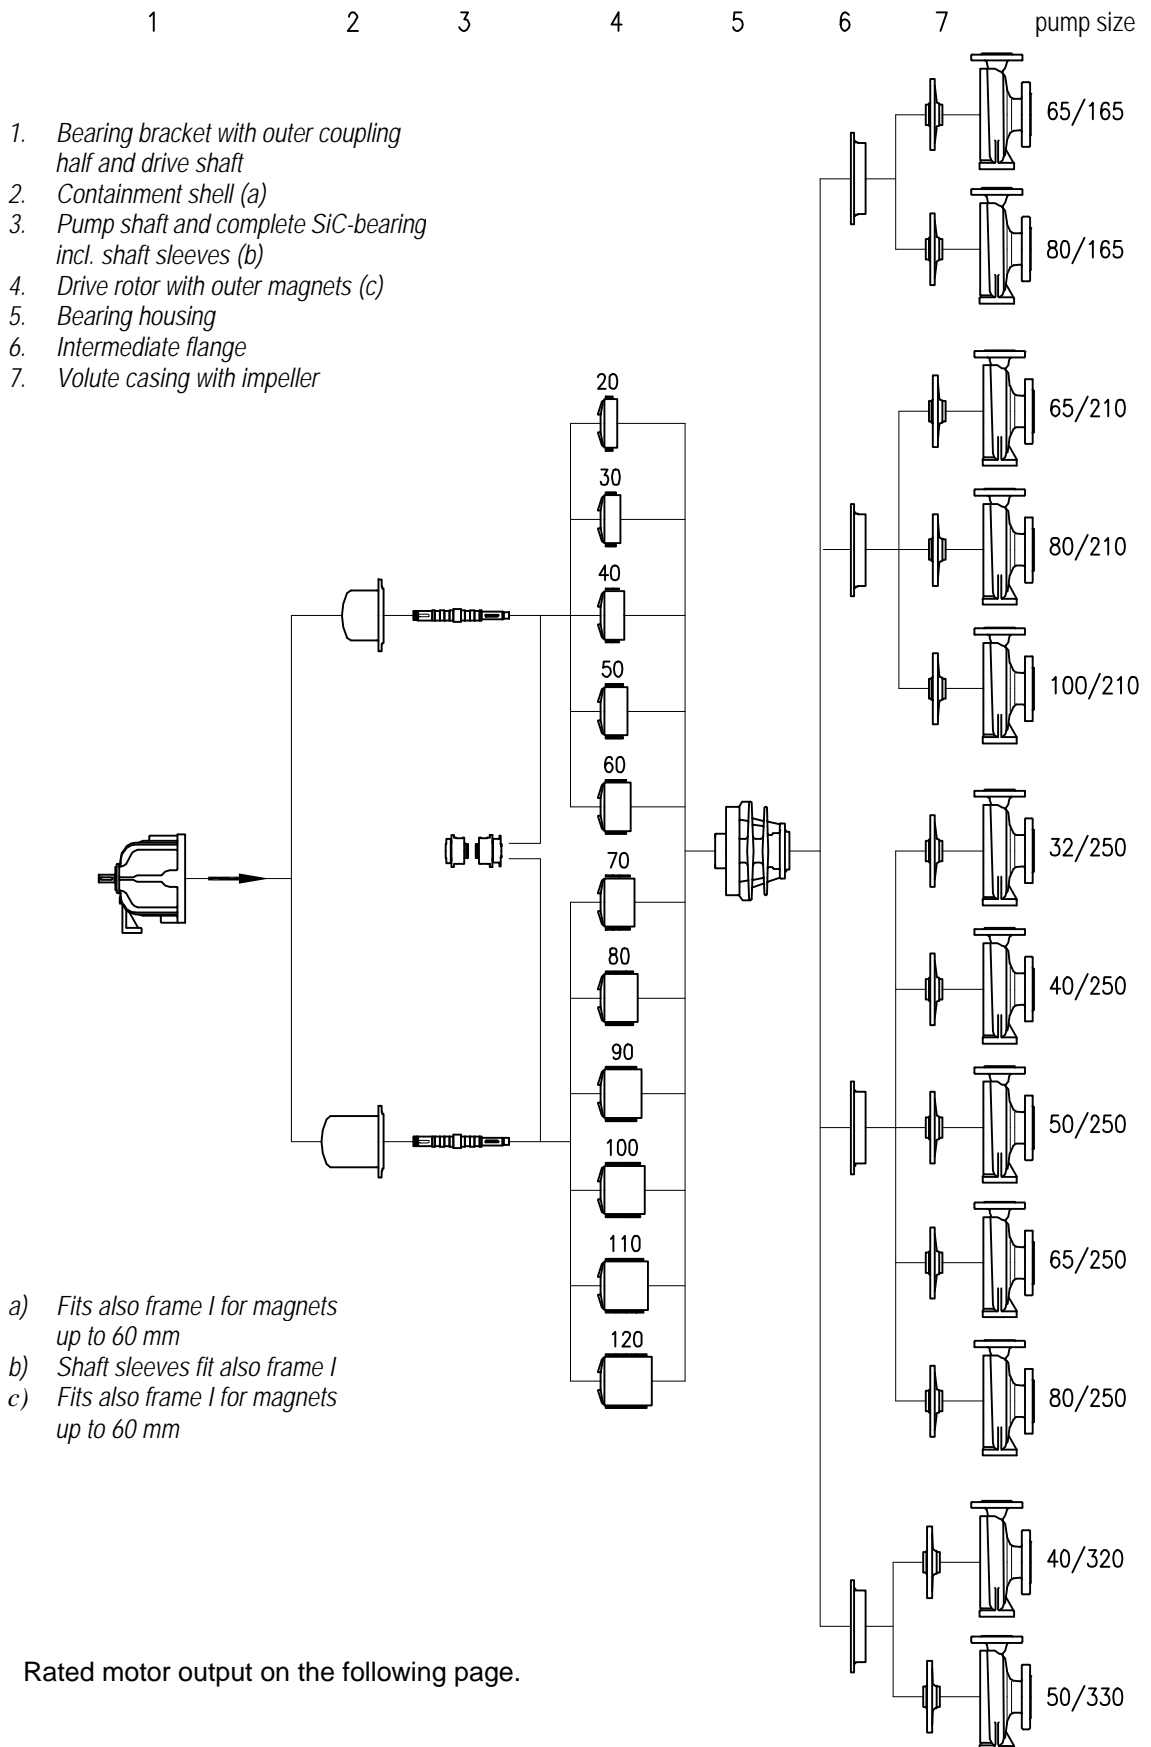 1 2 3 4 5 6 7 pump size
1. Bearing bracket with outer coupling
half and drive shaft
2. Containment shell (a)
3. Pump shaft and complete SiC-bearing
incl. shaft sleeves (b)
4. Drive rotor with outer magnets (c)
5. Bearing housing
6. Intermediate flange
7. Volute casing with impeller
20
30
40
50
60
70
80
90
100
110
120
65/165
80/165
65/210
80/210
100/210
32/250
40/250
50/250
65/250
80/250
40/320
50/330
a) Fits also frame I for magnets
up to 60 mm
b) Shaft sleeves fit also frame I
c) Fits also frame I for magnets
up to 60 mm
Rated motor output on the following page.